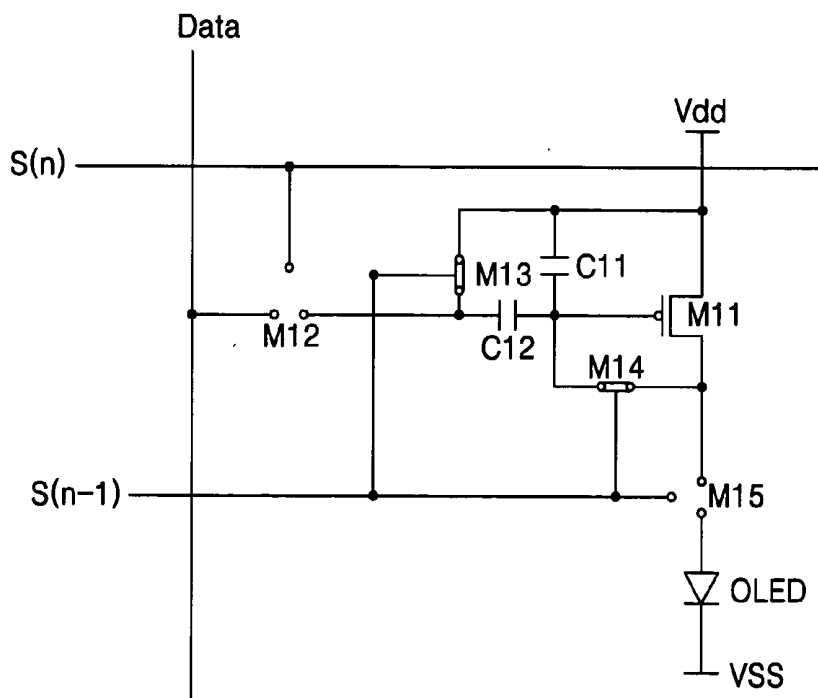 Data
Vdd
S(n)
M13
C11
M11
M12
C12
M14
S(n-1)
M15
OLED
VSS